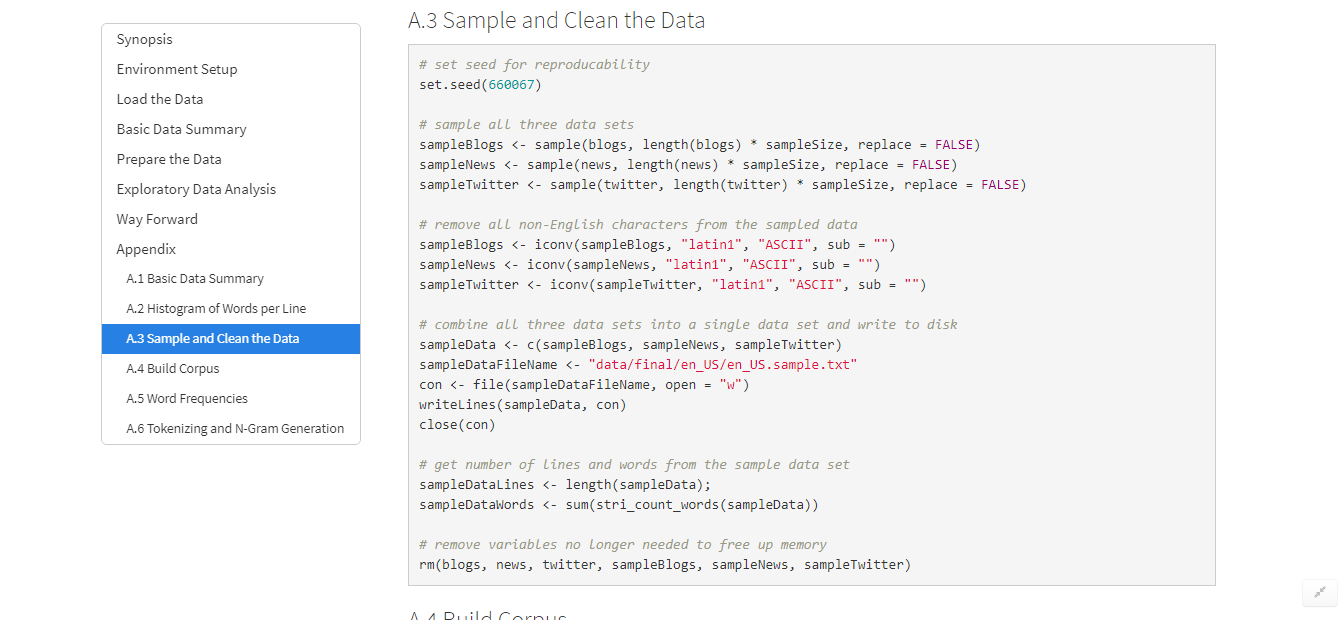 Synopsis
Environment Setup
Load the Data
Basic Data Summary
Prepare the Data
Exploratory Data Analysis
Way Forward
Appendix
A.1 Basic Data Summary
A.2 Histogram of Words per Line
A.3 Sample and Clean the Data
A.4 Build Corpus
A.5 Word Frequencies
A.6 Tokenizing and N-Gram Generation
A.3 Sample and Clean the Data
# set seed for reproducability
set.seed(660067)
# sample all three data sets
sampleBlogs <- sample(blogs, length(blogs) * sampleSize, replace = FALSE)
sampleNews <- sample(news, length(news) * sampleSize, replace = FALSE)
sampleTwitter <- sample(twitter, length(twitter) * sampleSize, replace = FALSE)
# remove all non-English characters from the sampled data
sampleBlogs <- iconv(sampleBlogs, "latin1", "ASCII", sub = "")
sampleNews <- iconv(sampleNews, "latin1", "ASCII", sub = "")
sampleTwitter <- iconv(sampleTwitter, "latin1", "ASCII", sub = "")
# combine all three data sets into a single data set and write to disk
sampleData <- c(sampleBlogs, sampleNews, sampleTwitter)
sampleDataFileName <- "data/final/en_US/en_US.sample.txt"
con <- file(sampleDataFileName, open = "w")
writeLines(sampleData, con)
close(con)
# get number of lines and words from the sample data set
sampleDataLines <- length(sampleData);
sampleDataWords <- sum(stri_count_words(sampleData))
# remove variables no longer needed to free up memory
rm(blogs, news, twitter, sampleBlogs, sampleNews, sampleTwitter)
A.4 Build Corpus